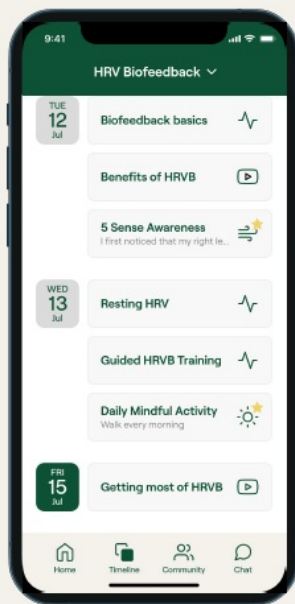 9:41
HRV Biofeedback
TUE
12
Jul
Biofeedback basics
Benefits of HRVB
5 Sense Awareness
I first noticed that my right le...
WED
13
Jul
Resting HRV
Guided HRVB Training
Daily Mindful Activity
Walk every morning
FRI
15
Jul
Getting most of HRVB
Home
Timeline
Community
Chat